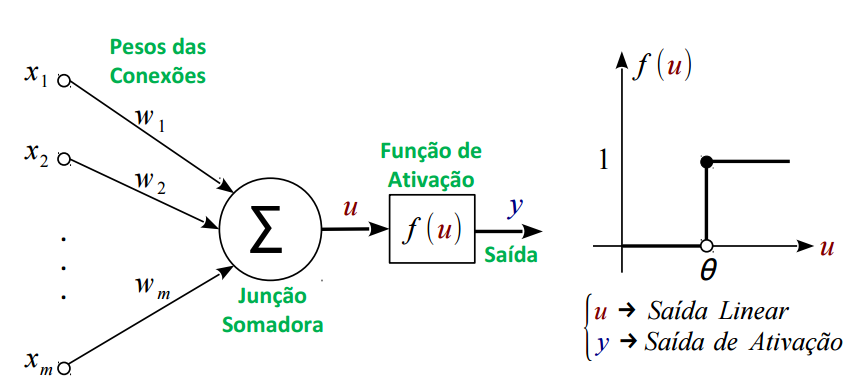 Pesos das
Conexões
x1
w1
x2
w2
.
.
.
wm
xm
Σ
Junção
Somadora
u
Função de
Ativação
f(u)
y
Saída
f(u)
1
θ
u
u → Saída Linear
y → Saída de Ativação